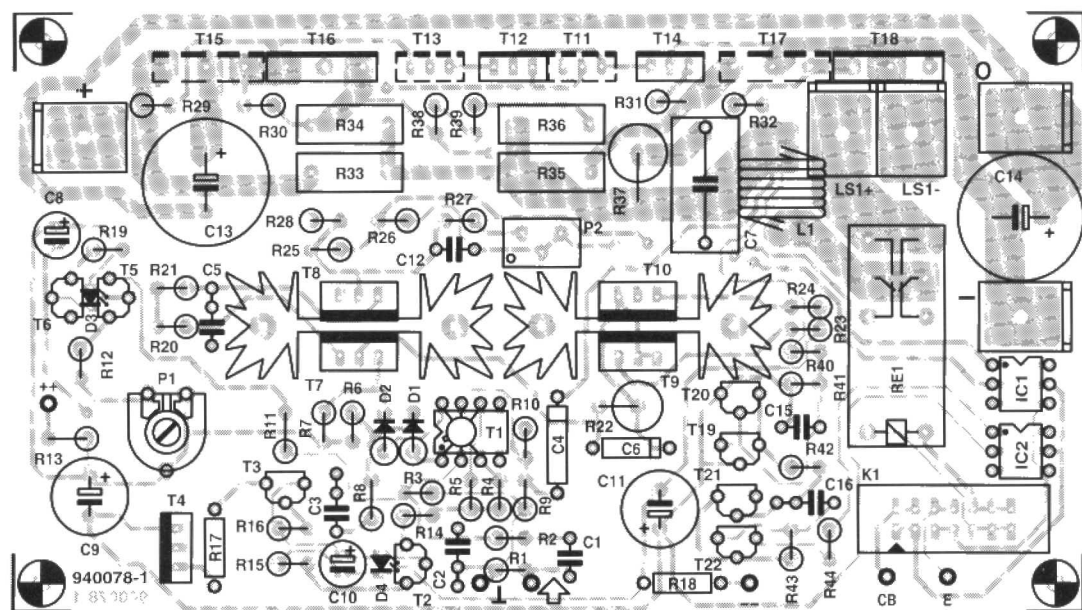 T15
T16
T13
T12
T11
T14
T17
T18
+
R29
R30
R34
R38
R39
R36
R31
R32
O
R33
R35
R37
LS1+
LS1-
C14
C8
+
C13
R28
R27
R26
R25
C12
P2
C7
L1
+
R19
T5
R21
C5
T8
T10
R24
R23
+
T6
D3
R20
R12
R40
R41
RE1
−
++
P1
T7
R6
D2
D1
R10
T9
T20
IC1
R13
R11
R7
T1
C4
R22
C6
T19
C15
R42
IC2
+
C9
T4
T3
C3
R8
R3
R5
R4
R9
C11
T21
C16
K1
R17
R16
R14
R2
C1
+
T22
R15
C10
+
D4
T2
C2
R1
R18
--
R43
R44
CB
E
940078-1